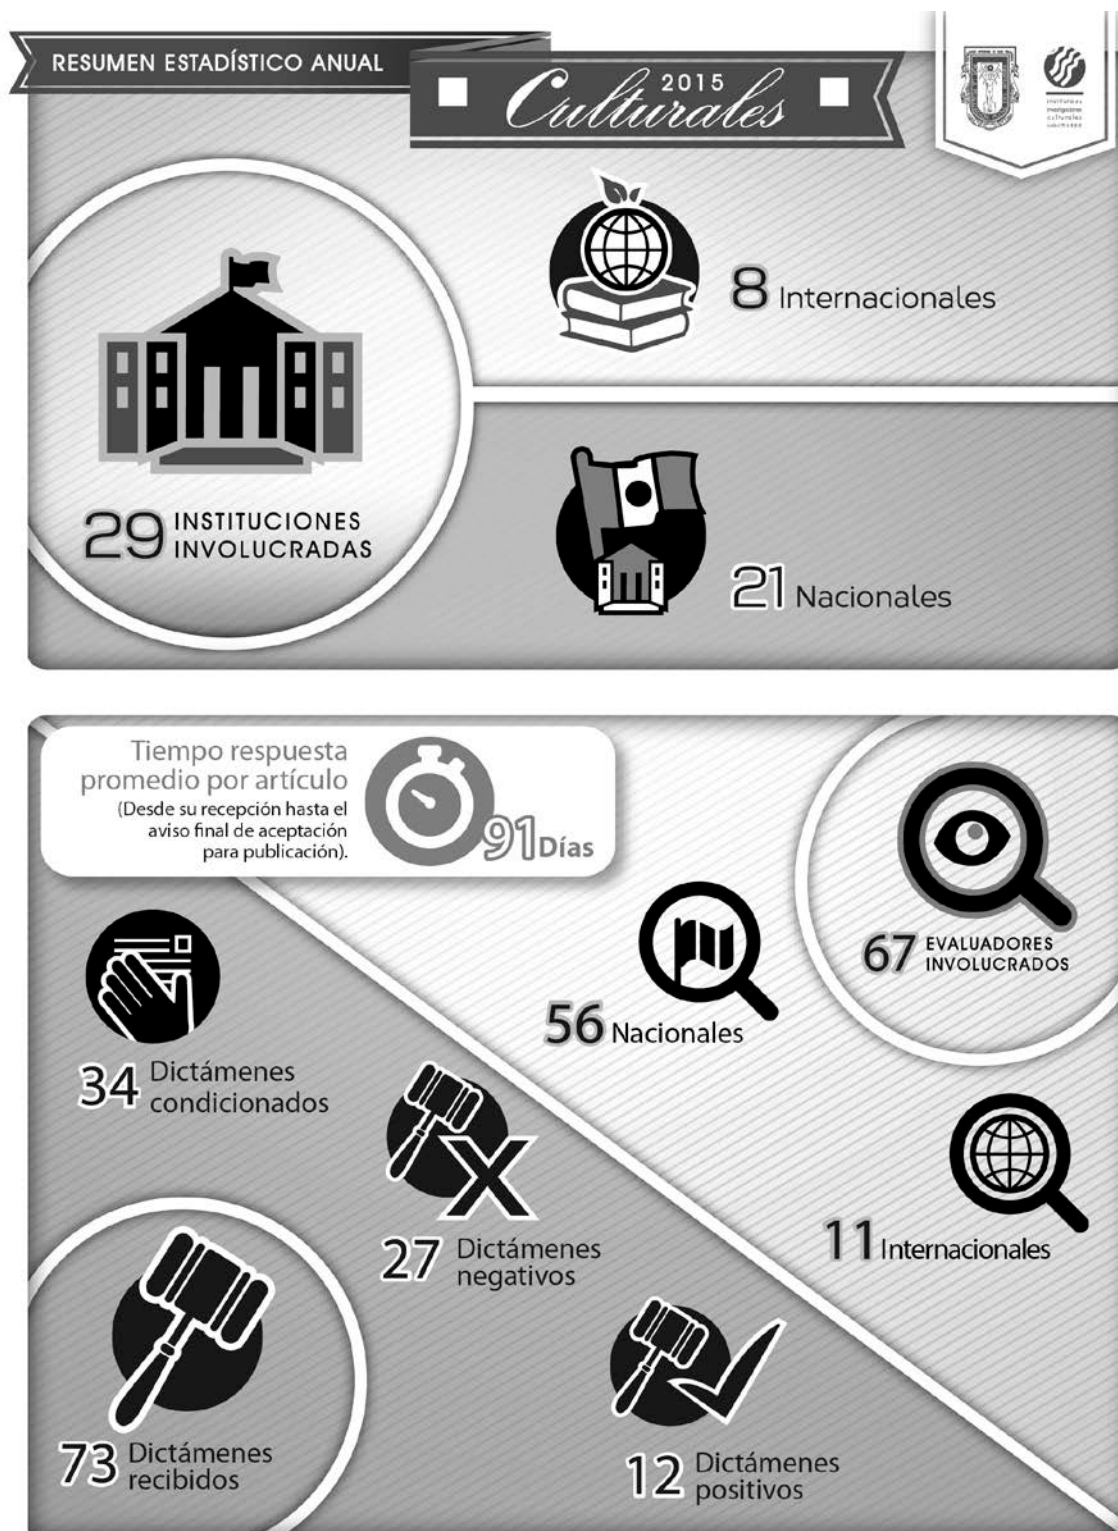 RESUMEN ESTADÍSTICO ANUAL
2015
Culturales
8 Internacionales
29 INSTITUCIONES
INVOLUCRADAS
21 Nacionales
Tiempo respuesta
promedio por artículo
(Desde su recepción hasta el
aviso final de aceptación
para publicación).
91 Días
67 EVALUADORES
INVOLUCRADOS
56 Nacionales
34 Dictámenes
condicionados
11 Internacionales
27 Dictámenes
negativos
73 Dictámenes
recibidos
12 Dictámenes
positivos